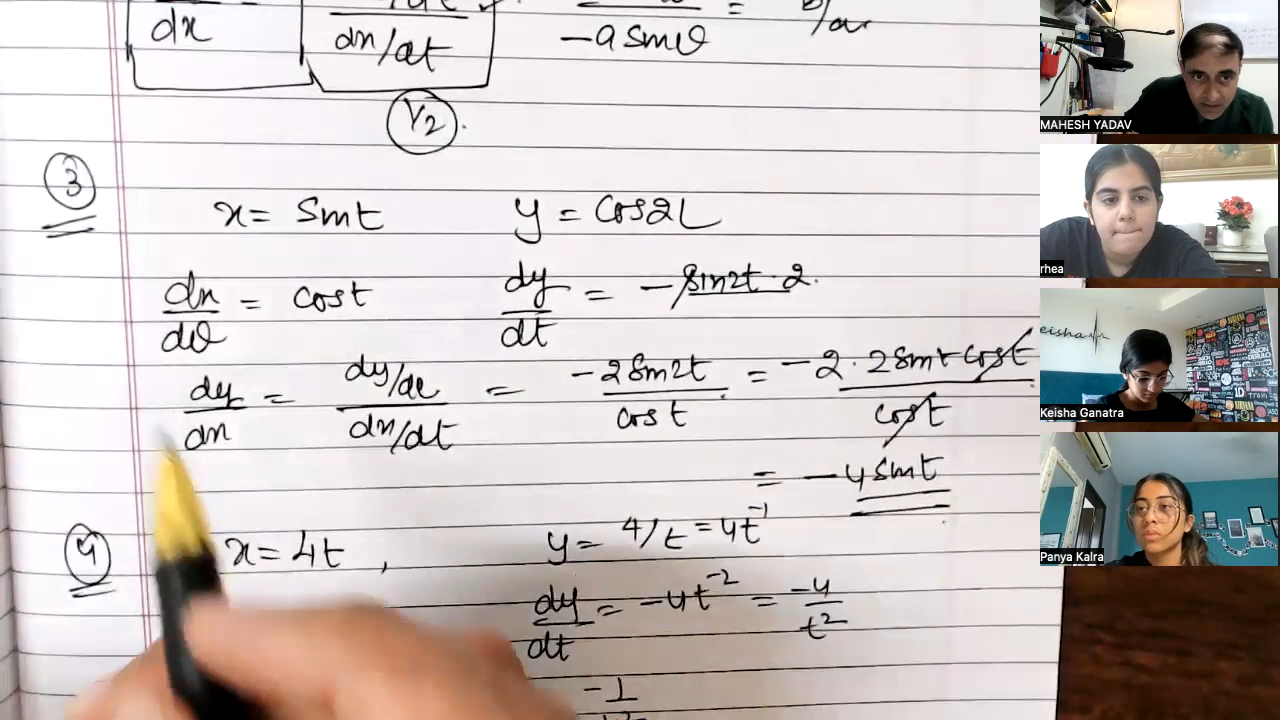 dx
dx/dt
-a sinθ
=
b/a
1/2
3
x = sint y = cos2t
dx/dθ = cost dy/dt = -sin2t · 2.
dy/dx = dy/dt / dx/dt = -2sin2t / cost = -2·2sint cost / cost
= -4sint
4
x = 4t , y = 4/t = 4t⁻¹
dy/dt = -4t⁻² = -4/t²
-1
MAHESH YADAV
rhea
Keisha Ganatra
Panya Kalra